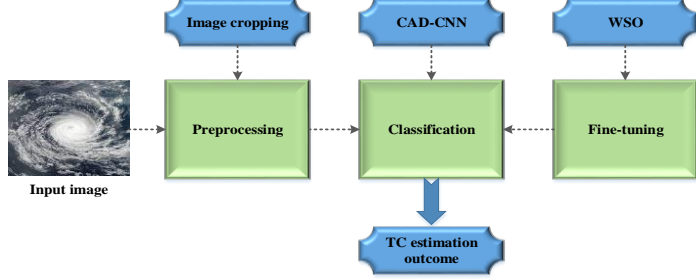 Image cropping
CAD-CNN
WSO
Preprocessing
Classification
Fine-tuning
Input image
TC estimation
outcome